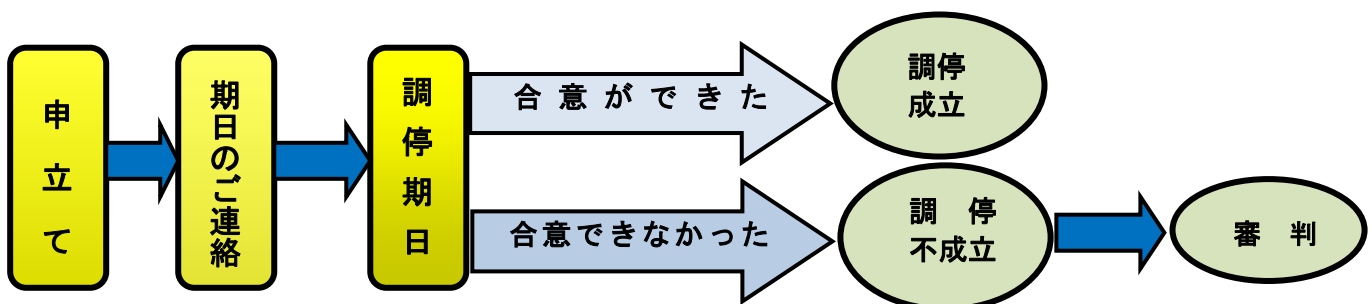 申立て
期日のご連絡
調停期日
合意ができた
調停
成立
合意できなかった
調　停
不成立
審　判